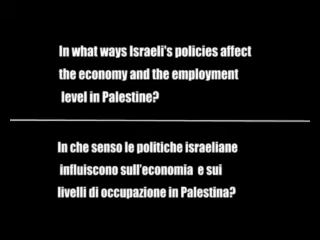 In what ways Israeli's policies affect
the economy and the employment
level in Palestine?
In che senso le politiche israeliane
influiscono sull'economia e sui
livelli di occupazione in Palestina?